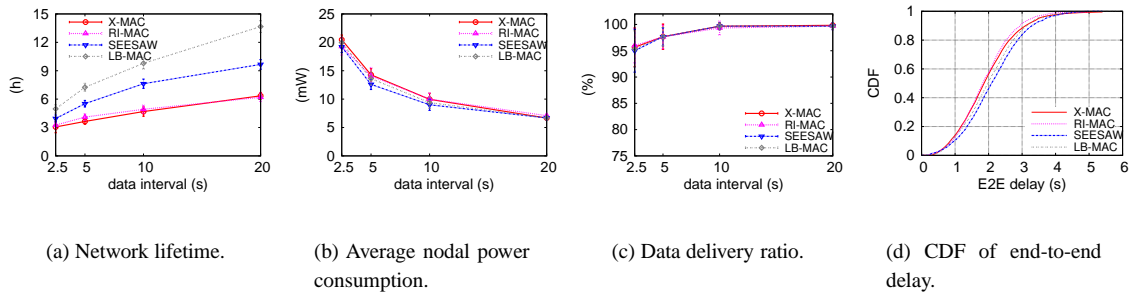 15
12
9
6
3
0
(h)
X-MAC
RI-MAC
SEESAW
LB-MAC
2.5 5 10 20
data interval (s)
25
20
15
10
5
0
(mW)
X-MAC
RI-MAC
SEESAW
LB-MAC
2.5 5 10 20
data interval (s)
100
95
90
85
80
75
(%)
X-MAC
RI-MAC
SEESAW
LB-MAC
2.5 5 10 20
data interval (s)
1
0.8
0.6
0.4
0.2
0
CDF
X-MAC
RI-MAC
SEESAW
LB-MAC
0 1 2 3 4 5 6
E2E delay (s)
(a) Network lifetime.
(b) Average nodal power
consumption.
(c) Data delivery ratio.
(d) CDF of end-to-end
delay.